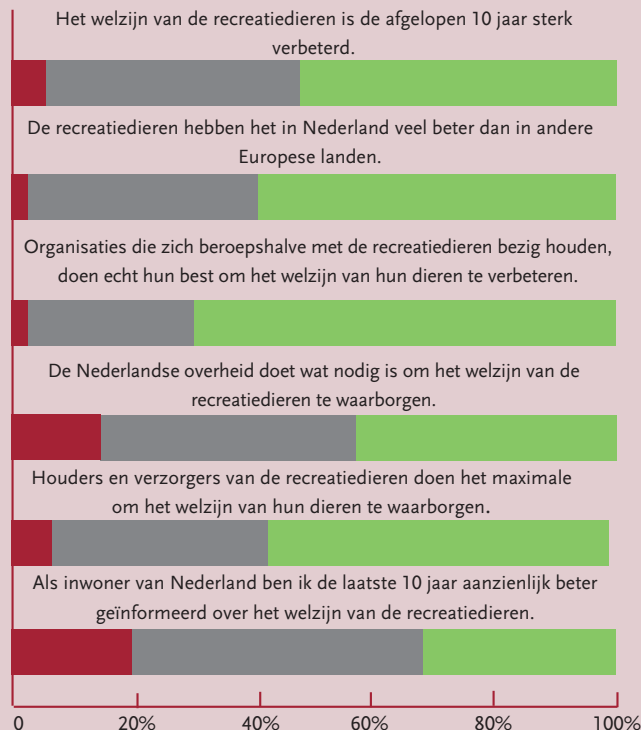 Het welzijn van de recreatiedieren is de afgelopen 10 jaar sterk
verbeterd.
De recreatiedieren hebben het in Nederland veel beter dan in andere
Europese landen.
Organisaties die zich beroepshalve met de recreatiedieren bezig houden,
doen echt hun best om het welzijn van hun dieren te verbeteren.
De Nederlandse overheid doet wat nodig is om het welzijn van de
recreatiedieren te waarborgen.
Houders en verzorgers van de recreatiedieren doen het maximale
om het welzijn van hun dieren te waarborgen.
Als inwoner van Nederland ben ik de laatste 10 jaar aanzienlijk beter
geïnformeerd over het welzijn van de recreatiedieren.
0 20% 40% 60% 80% 100%